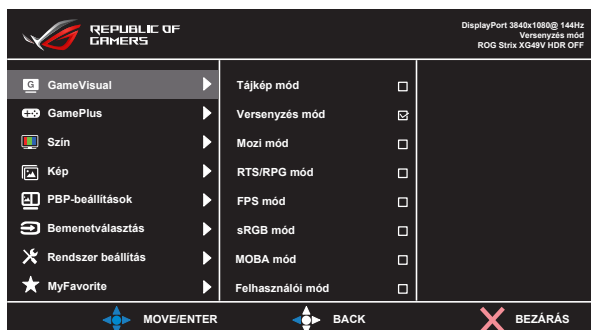 REPUBLIC OF
GAMERS
DisplayPort 3840x1080@ 144Hz
Versenyzés mód
ROG Strix XG49V HDR OFF
G GameVisual
GamePlus
Szín
Kép
PBP-beállítások
Bemenetválasztás
Rendszer beállítás
MyFavorite
Tájkép mód
Versenyzés mód
Mozi mód
RTS/RPG mód
FPS mód
sRGB mód
MOBA mód
Felhasználói mód
MOVE/ENTER
BACK
BEZÁRÁS